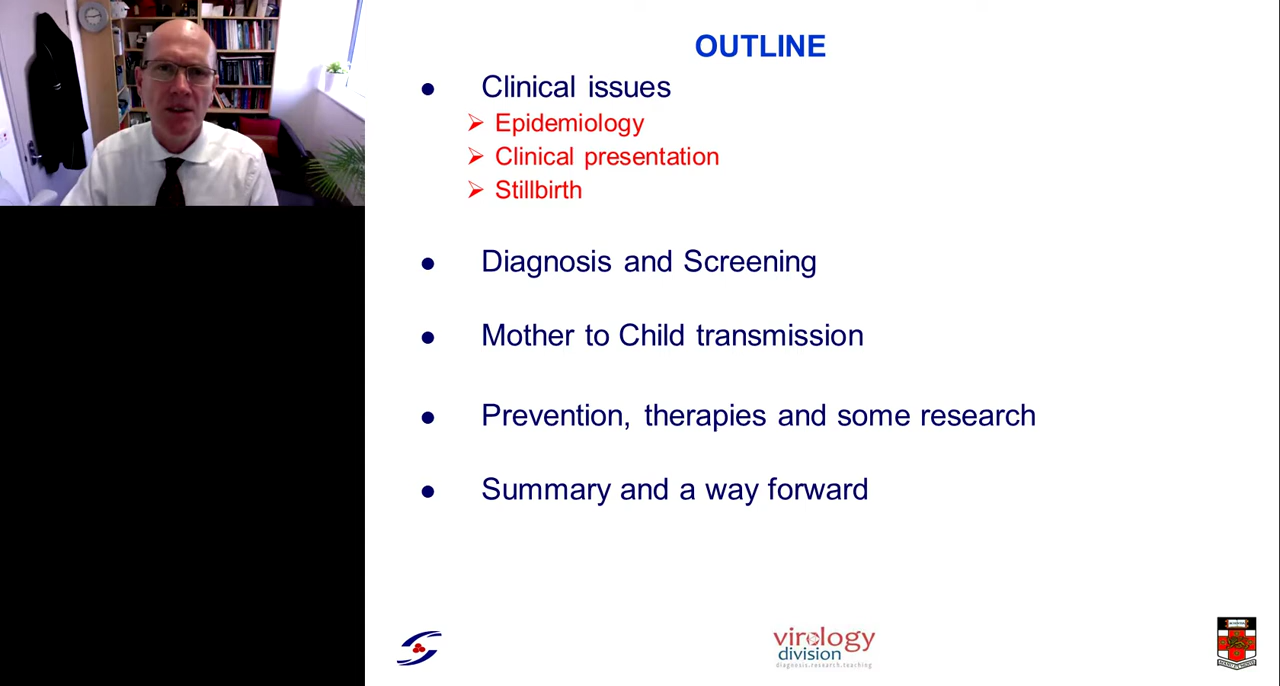 OUTLINE
Clinical issues
Epidemiology
Clinical presentation
Stillbirth
Diagnosis and Screening
Mother to Child transmission
Prevention, therapies and some research
Summary and a way forward
virology
division
diagnosis.research.teaching